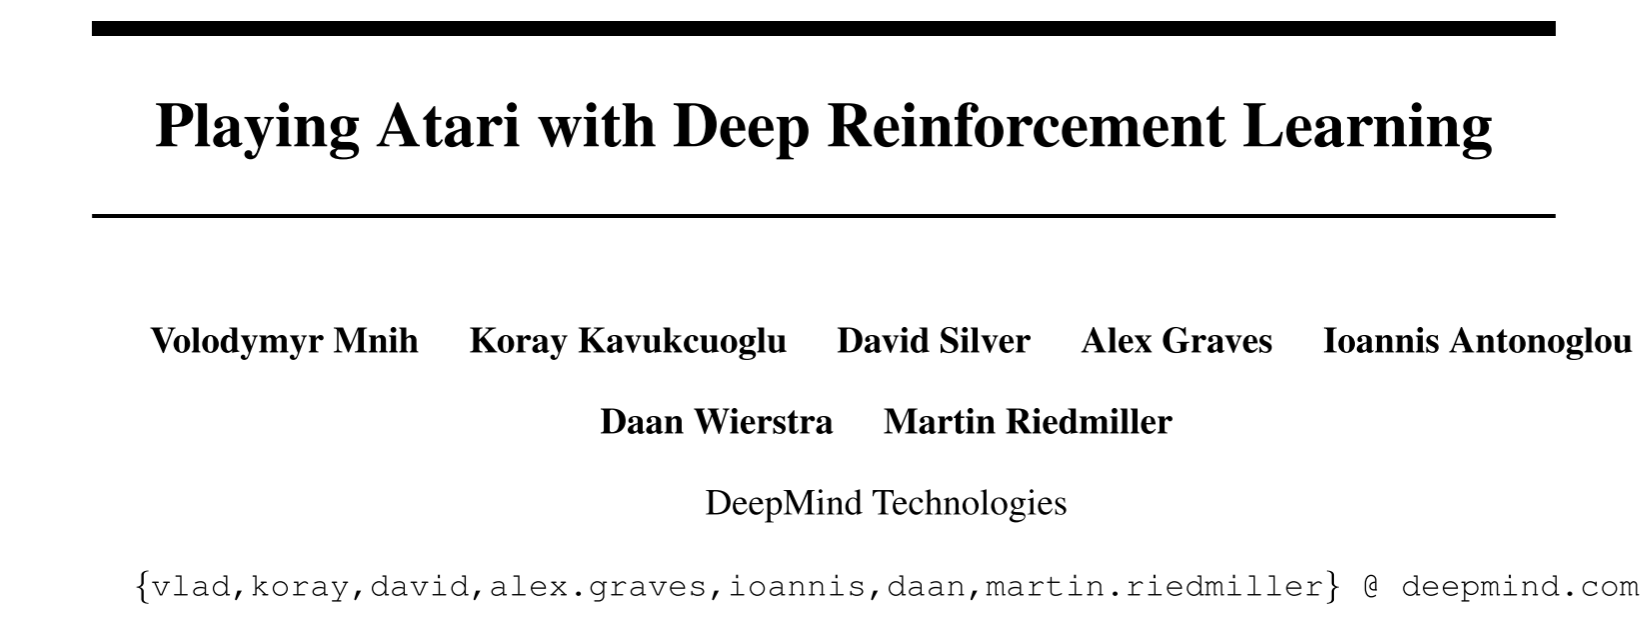 Playing Atari with Deep Reinforcement Learning
Volodymyr Mnih Koray Kavukcuoglu David Silver Alex Graves Ioannis Antonoglou
Daan Wierstra Martin Riedmiller
DeepMind Technologies
{vlad,koray,david,alex.graves,ioannis,daan,martin.riedmiller} @ deepmind.com